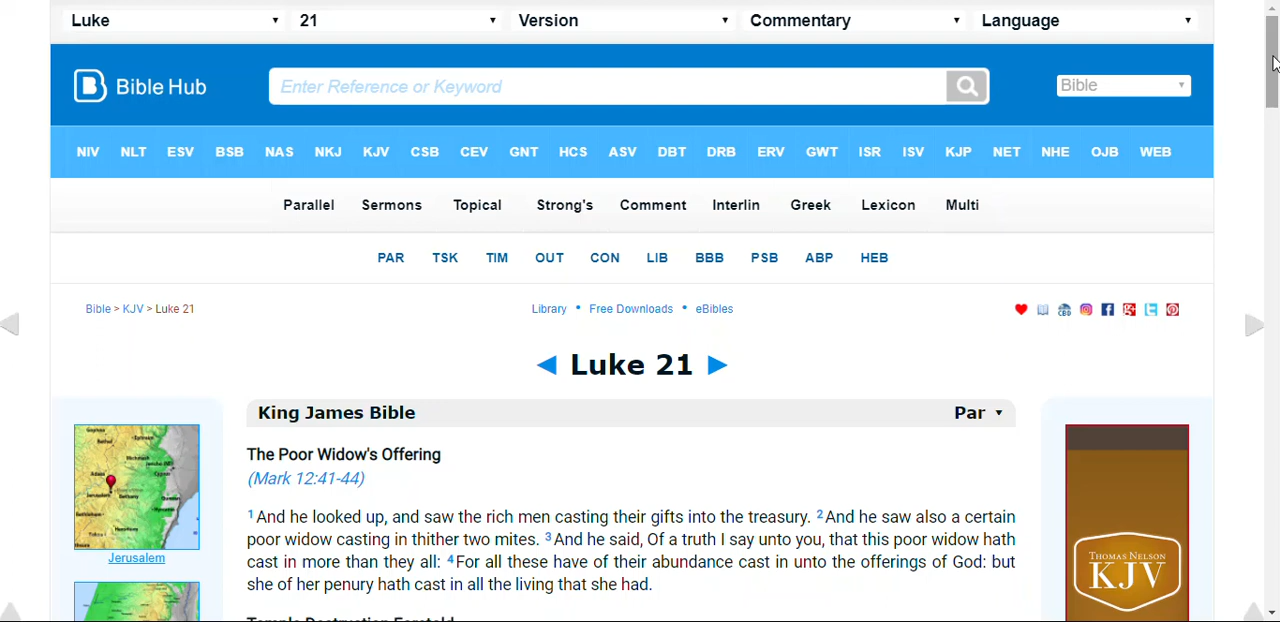 Luke 21 Version Commentary Language
Bible Hub Enter Reference or Keyword Bible
NIV NLT ESV BSB NAS NKJ KJV CSB CEV GNT HCS ASV DBT DRB ERV GWT ISR ISV KJP NET NHE OJB WEB
Parallel Sermons Topical Strong's Comment Interlin Greek Lexicon Multi
PAR TSK TIM OUT CON LIB BBB PSB ABP HEB
Bible > KJV > Luke 21 Library • Free Downloads • eBibles
◄ Luke 21 ►
King James Bible Par
The Poor Widow's Offering
(Mark 12:41-44)
1 And he looked up, and saw the rich men casting their gifts into the treasury. 2 And he saw also a certain
poor widow casting in thither two mites. 3 And he said, Of a truth I say unto you, that this poor widow hath
cast in more than they all: 4 For all these have of their abundance cast in unto the offerings of God: but
she of her penury hath cast in all the living that she had.
Jerusalem
Thomas Nelson
KJV